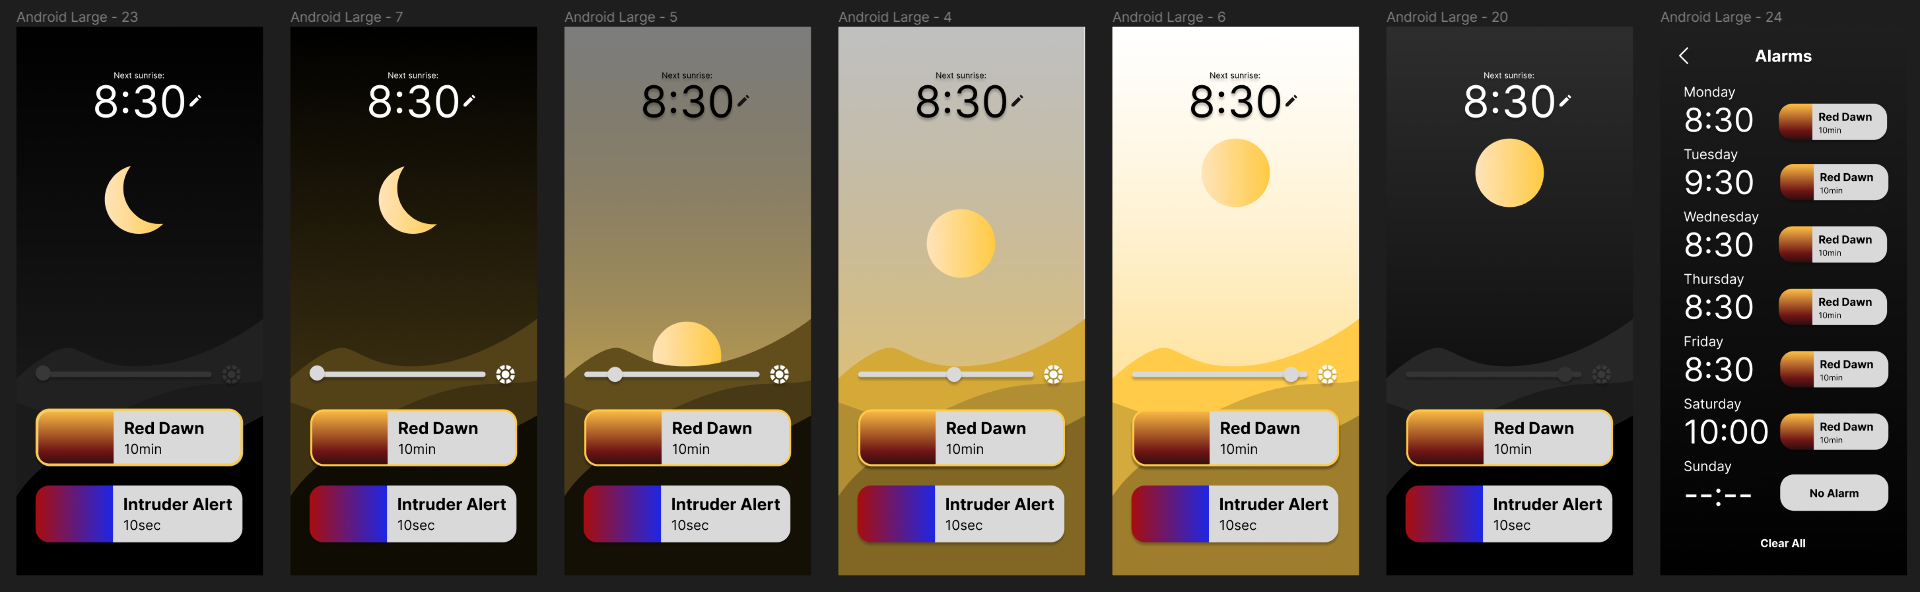 Android Large - 23
Next sunrise:
8:30
Red Dawn
10min
Intruder Alert
10sec
Android Large - 7
Next sunrise:
8:30
Red Dawn
10min
Intruder Alert
10sec
Android Large - 5
Next sunrise:
8:30
Red Dawn
10min
Intruder Alert
10sec
Android Large - 4
Next sunrise:
8:30
Red Dawn
10min
Intruder Alert
10sec
Android Large - 6
Next sunrise:
8:30
Red Dawn
10min
Intruder Alert
10sec
Android Large - 20
Next sunrise:
8:30
Red Dawn
10min
Intruder Alert
10sec
Android Large - 24
Alarms
Monday
8:30
Red Dawn
10min
Tuesday
9:30
Red Dawn
10min
Wednesday
8:30
Red Dawn
10min
Thursday
8:30
Red Dawn
10min
Friday
8:30
Red Dawn
10min
Saturday
10:00
Red Dawn
10min
Sunday
--:--
No Alarm
Clear All